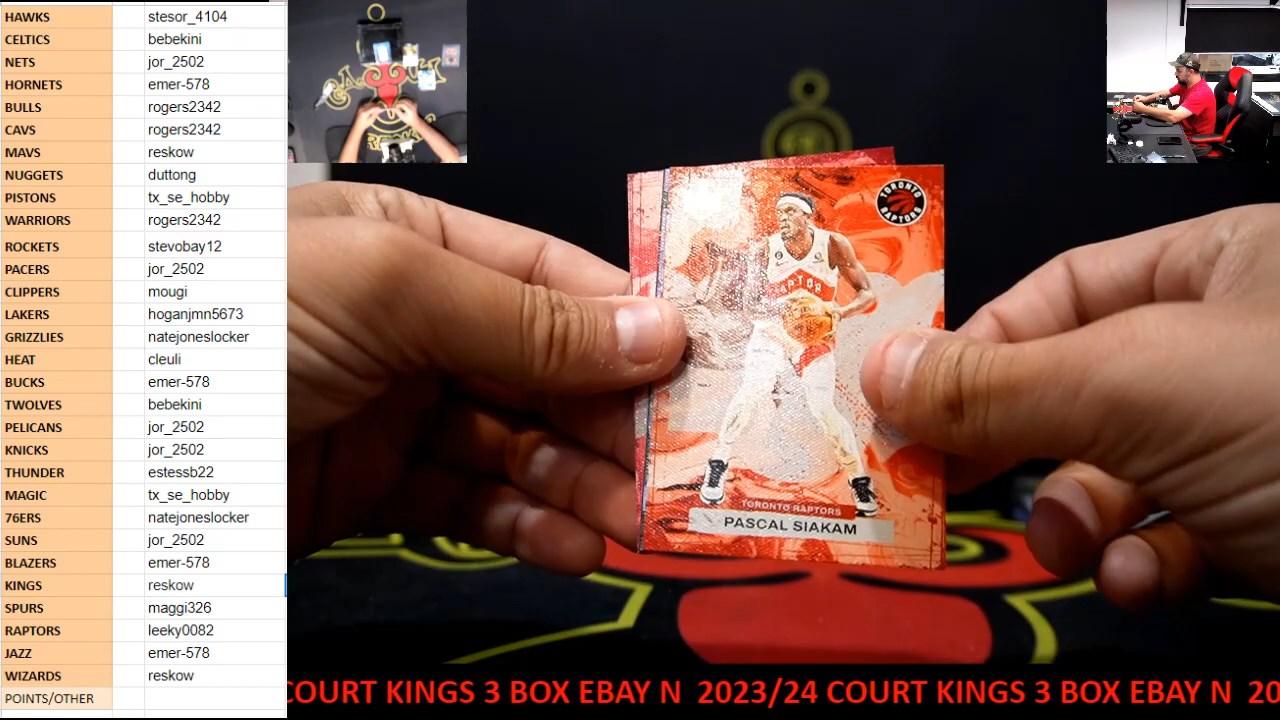 HAWKS stesor_4104
CELTICS bebekini
NETS jor_2502
HORNETS emer-578
BULLS rogers2342
CAVS rogers2342
MAVS reskow
NUGGETS duttong
PISTONS tx_se_hobby
WARRIORS rogers2342
ROCKETS stevobay12
PACERS jor_2502
CLIPPERS mougi
LAKERS hoganjmn5673
GRIZZLIES natejoneslocker
HEAT cleuli
BUCKS emer-578
TWOLVES bebekini
PELICANS jor_2502
KNICKS jor_2502
THUNDER estessb22
MAGIC tx_se_hobby
76ERS natejoneslocker
SUNS jor_2502
BLAZERS emer-578
KINGS reskow
SPURS maggi326
RAPTORS leeky0082
JAZZ emer-578
WIZARDS reskow
POINTS/OTHER
TORONTO
RAPTORS
TORONTO RAPTORS
PASCAL SIAKAM
COURT KINGS 3 BOX EBAY N 2023/24 COURT KINGS 3 BOX EBAY N 20